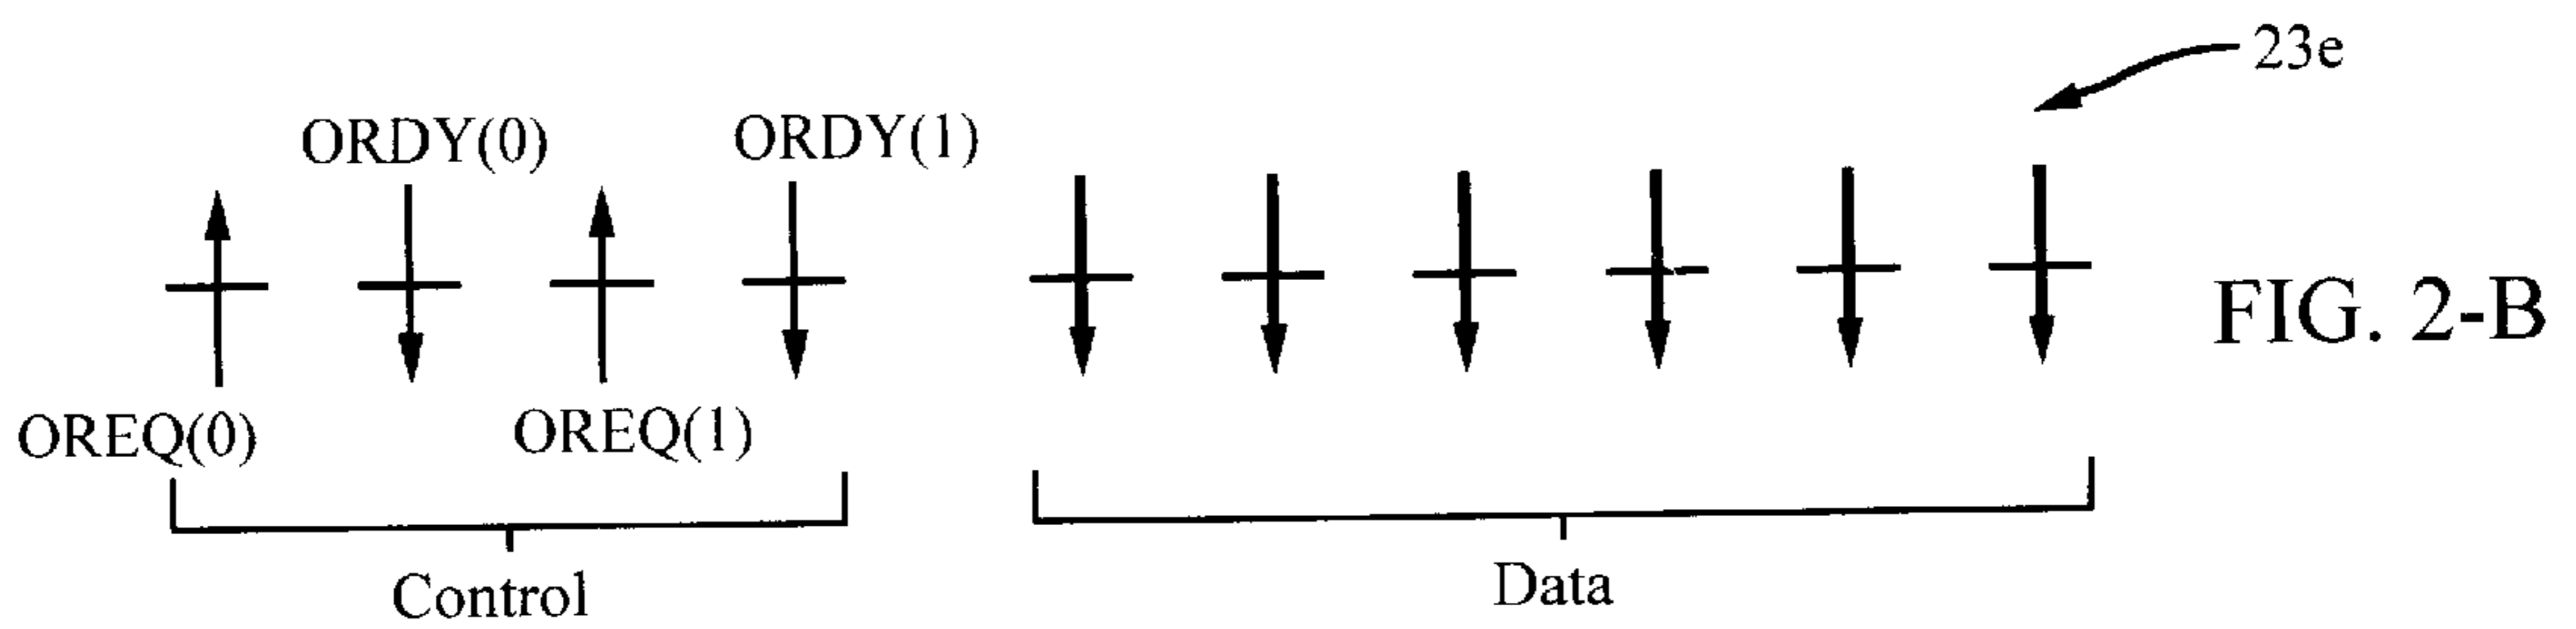 23e
ORDY(0) ORDY(1)
FIG. 2-B
OREQ(0) OREQ(1)
Control Data